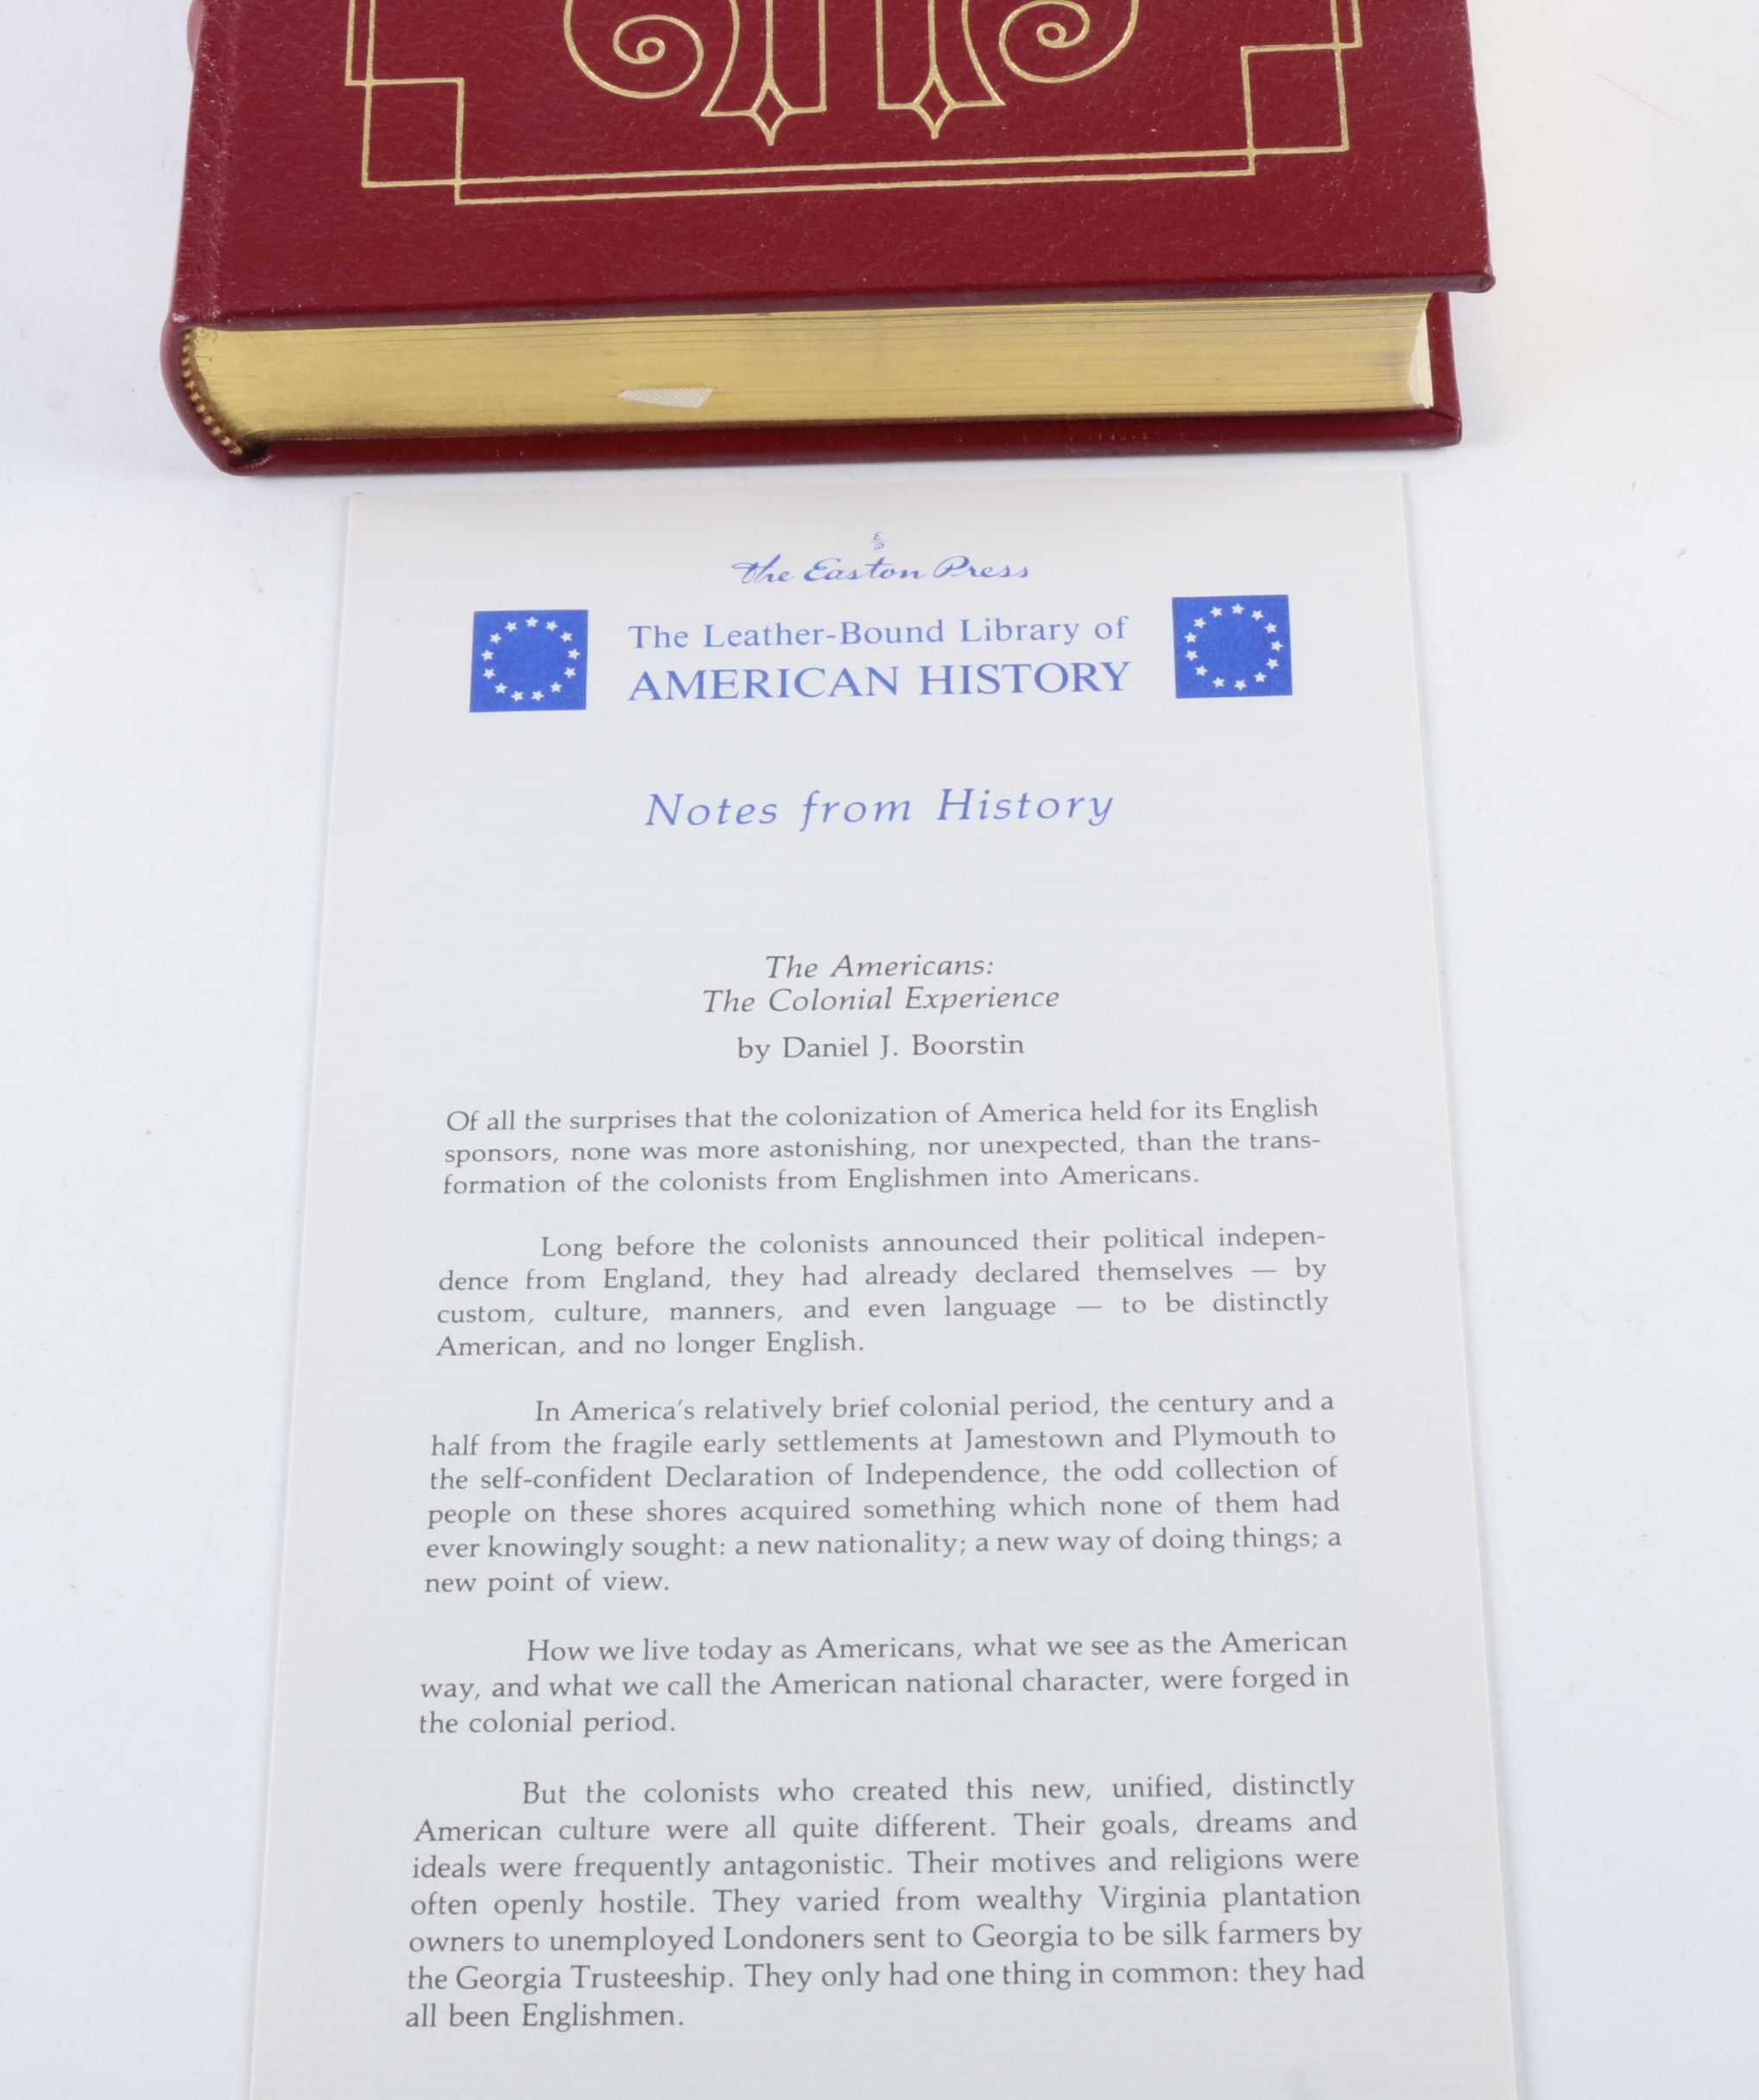 The Easton Press
The Leather-Bound Library of
AMERICAN HISTORY
Notes from History
The Americans:
The Colonial Experience
by Daniel J. Boorstin
Of all the surprises that the colonization of America held for its English
sponsors, none was more astonishing, nor unexpected, than the trans-
formation of the colonists from Englishmen into Americans.
Long before the colonists announced their political indepen-
dence from England, they had already declared themselves — by
custom, culture, manners, and even language — to be distinctly
American, and no longer English.
In America's relatively brief colonial period, the century and a
half from the fragile early settlements at Jamestown and Plymouth to
the self-confident Declaration of Independence, the odd collection of
people on these shores acquired something which none of them had
ever knowingly sought: a new nationality; a new way of doing things; a
new point of view.
How we live today as Americans, what we see as the American
way, and what we call the American national character, were forged in
the colonial period.
But the colonists who created this new, unified, distinctly
American culture were all quite different. Their goals, dreams and
ideals were frequently antagonistic. Their motives and religions were
often openly hostile. They varied from wealthy Virginia plantation
owners to unemployed Londoners sent to Georgia to be silk farmers by
the Georgia Trusteeship. They only had one thing in common: they had
all been Englishmen.